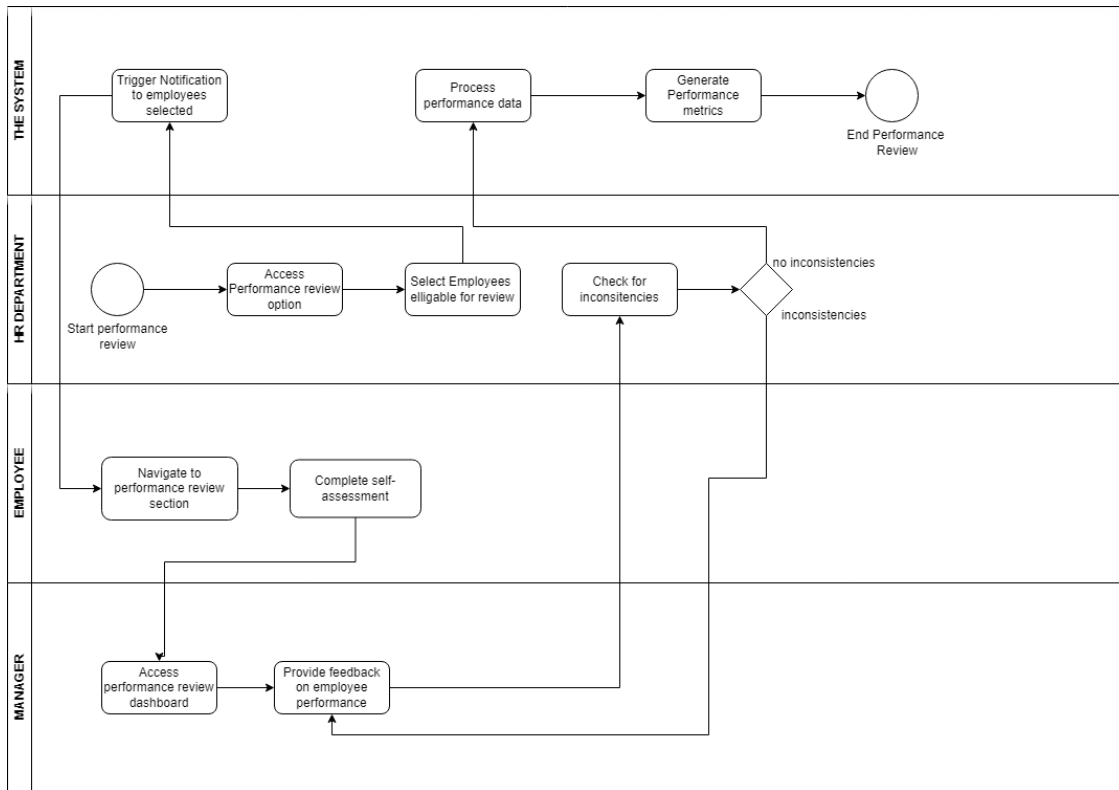 THE SYSTEM
Trigger Notification
to employees
selected
Process
performance data
Generate
Performance
metrics
End Performance
Review
HR DEPARTMENT
Start performance
review
Access
Performance review
option
Select Employees
elligable for review
Check for
inconsitencies
no inconsistencies
inconsistencies
EMPLOYEE
Navigate to
performance review
section
Complete self-
assessment
MANAGER
Access
performance review
dashboard
Provide feedback
on employee
performance